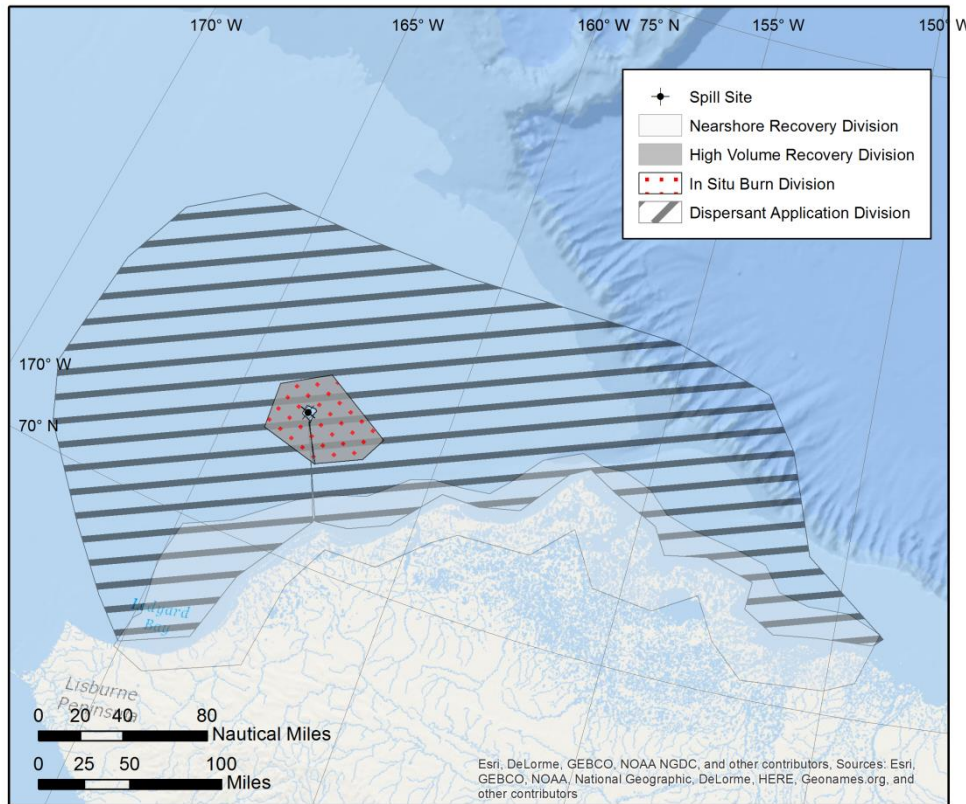 170° W
165° W
160° W
75° N
155° W
150° W
Spill Site
Nearshore Recovery Division
High Volume Recovery Division
In Situ Burn Division
Dispersant Application Division
170° W
70° N
Ledyard
Bay
Lisburne
Peninsula
0 20 40 80
Nautical Miles
0 25 50 100
Miles
Esri, DeLorme, GEBCO, NOAA NGDC, and other contributors, Sources: Esri,
GEBCO, NOAA, National Geographic, DeLorme, HERE, Geonames.org, and
other contributors